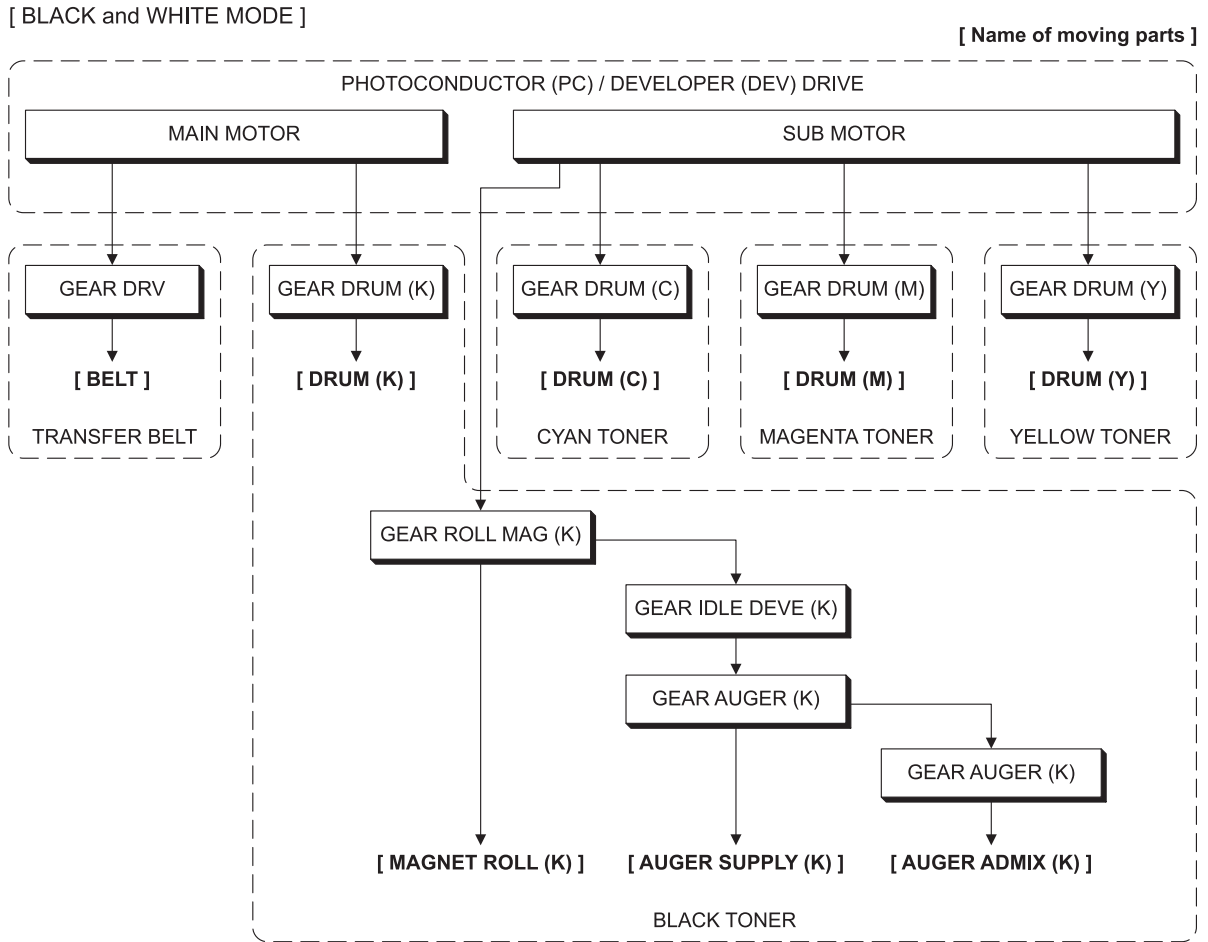 [ BLACK and WHITE MODE ]
[ Name of moving parts ]
PHOTOCONDUCTOR (PC) / DEVELOPER (DEV) DRIVE
MAIN MOTOR
SUB MOTOR
GEAR DRV
GEAR DRUM (K)
GEAR DRUM (C)
GEAR DRUM (M)
GEAR DRUM (Y)
[ BELT ]
[ DRUM (K) ]
[ DRUM (C) ]
[ DRUM (M) ]
[ DRUM (Y) ]
TRANSFER BELT
CYAN TONER
MAGENTA TONER
YELLOW TONER
GEAR ROLL MAG (K)
GEAR IDLE DEVE (K)
GEAR AUGER (K)
GEAR AUGER (K)
[ MAGNET ROLL (K) ]
[ AUGER SUPPLY (K) ]
[ AUGER ADMIX (K) ]
BLACK TONER